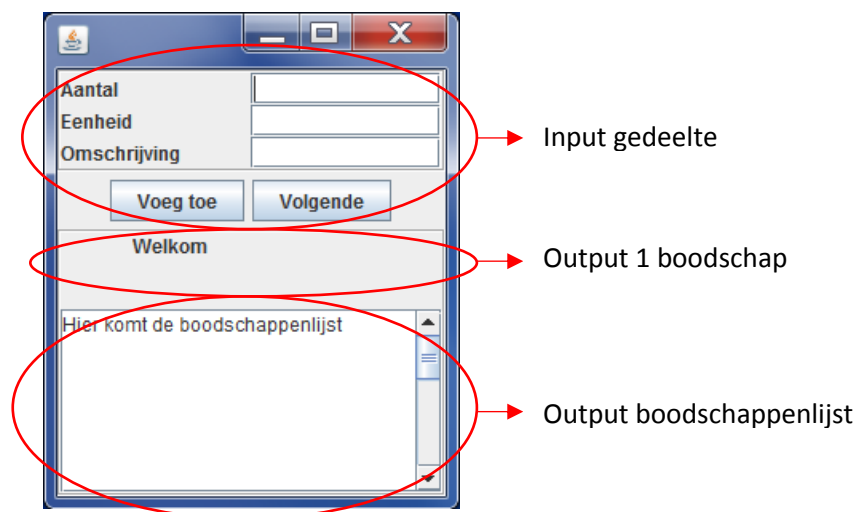 Aantal
Eenheid
Omschrijving
Input gedeelte
Voeg toe Volgende
Welkom
Output 1 boodschap
Hier komt de boodschappenlijst
Output boodschappenlijst